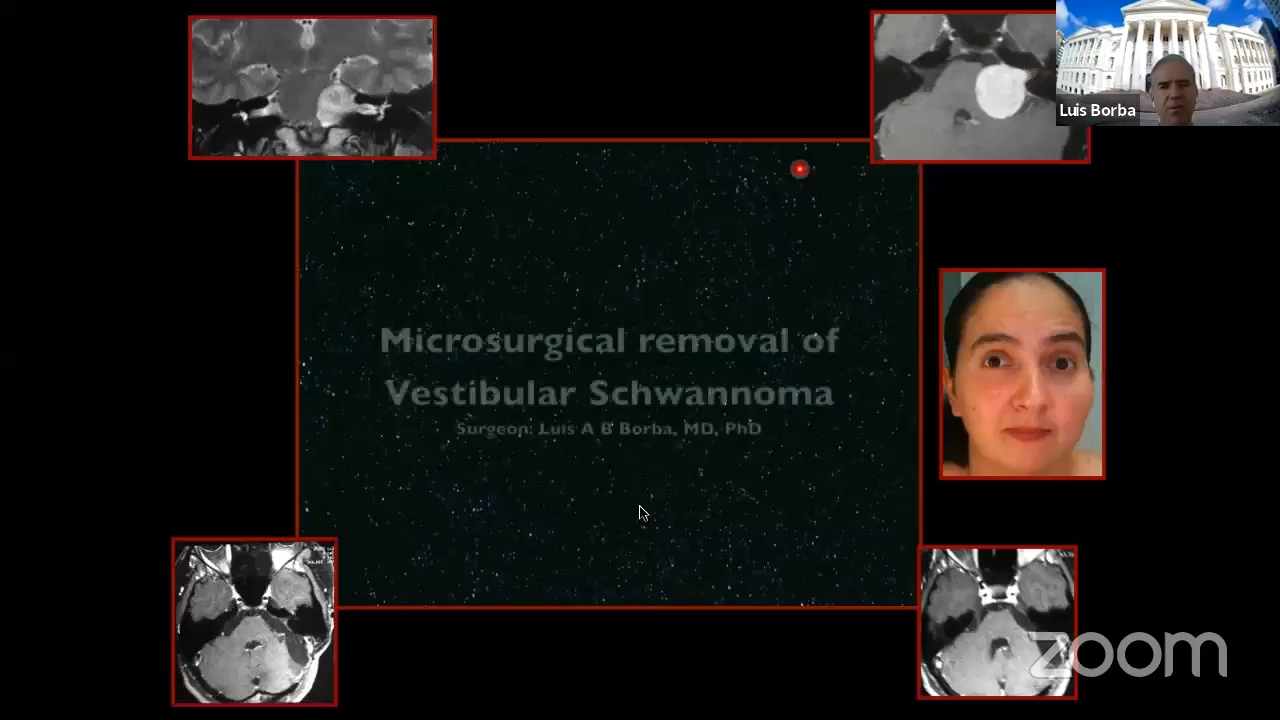 Luis Borba
Microsurgical removal of
Vestibular Schwannoma
Surgeon: Luis A B Borba, MD, PhD
zoom